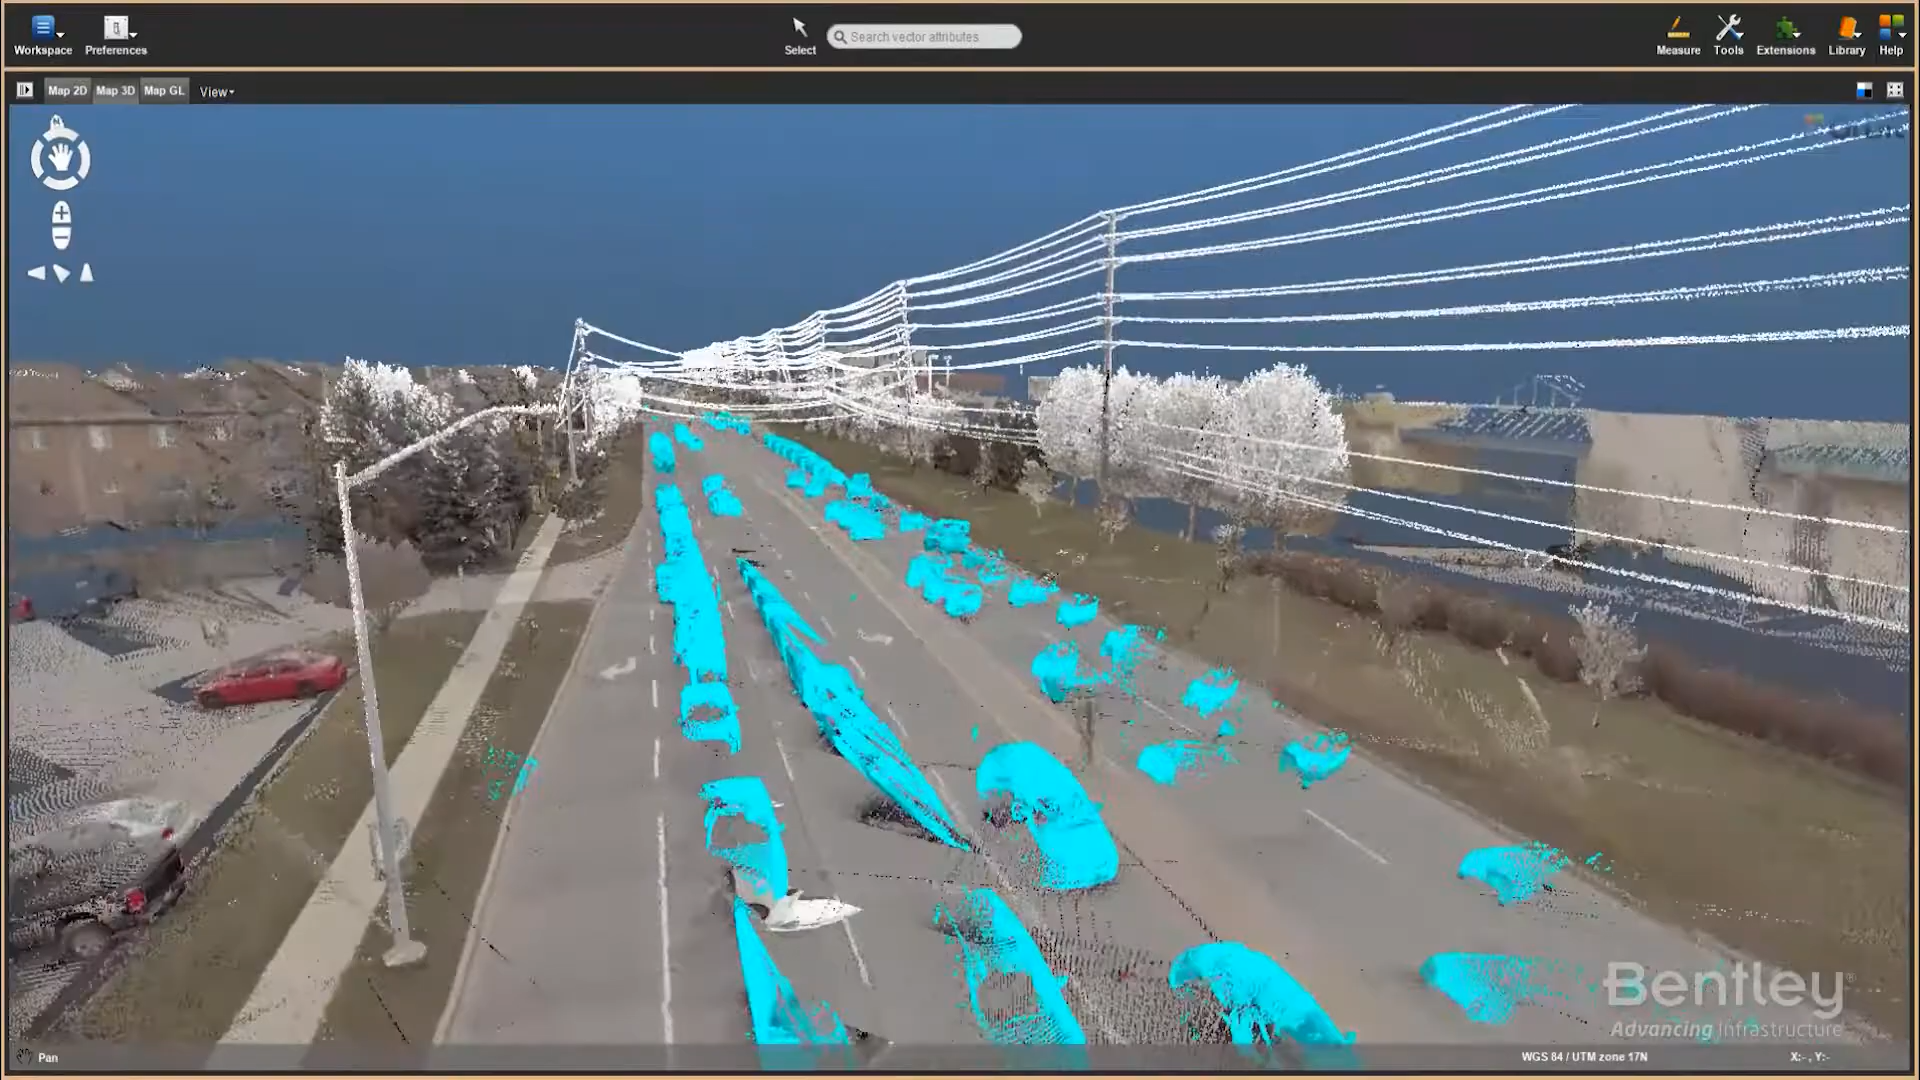 Workspace
Preferences
Select
Search vector attributes
Measure
Tools
Extensions
Library
Help
Map 2D
Map 3D
Map GL
View
N
Bentley
Advancing Infrastructure
Pan
WGS 84 / UTM zone 17N
X:- , Y:-